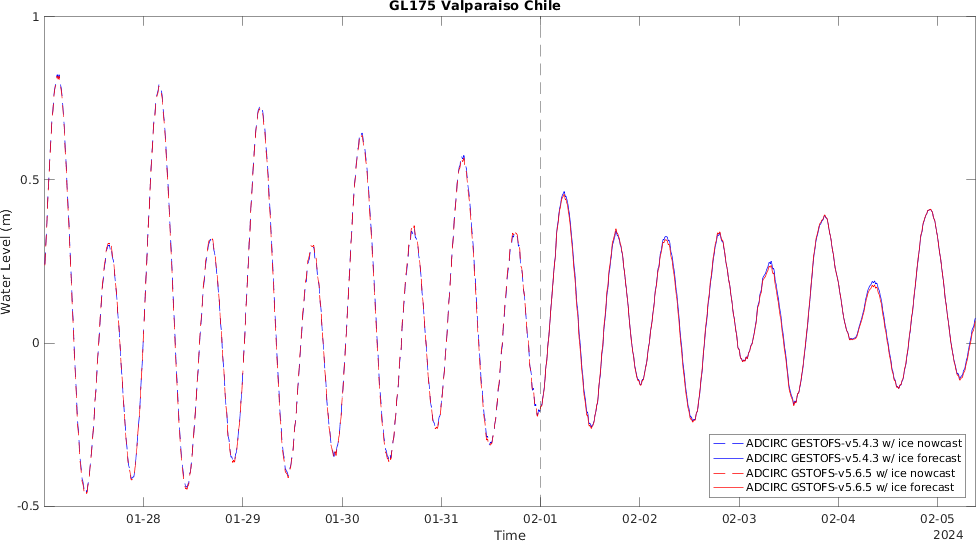 GL175 Valparaiso Chile
1
0.5
0
-0.5
Water Level (m)
01-28
01-29
01-30
01-31
02-01
02-02
02-03
02-04
02-05
Time
2024
ADCIRC GESTOFS-v5.4.3 w/ ice nowcast
ADCIRC GESTOFS-v5.4.3 w/ ice forecast
ADCIRC GSTOFS-v5.6.5 w/ ice nowcast
ADCIRC GSTOFS-v5.6.5 w/ ice forecast